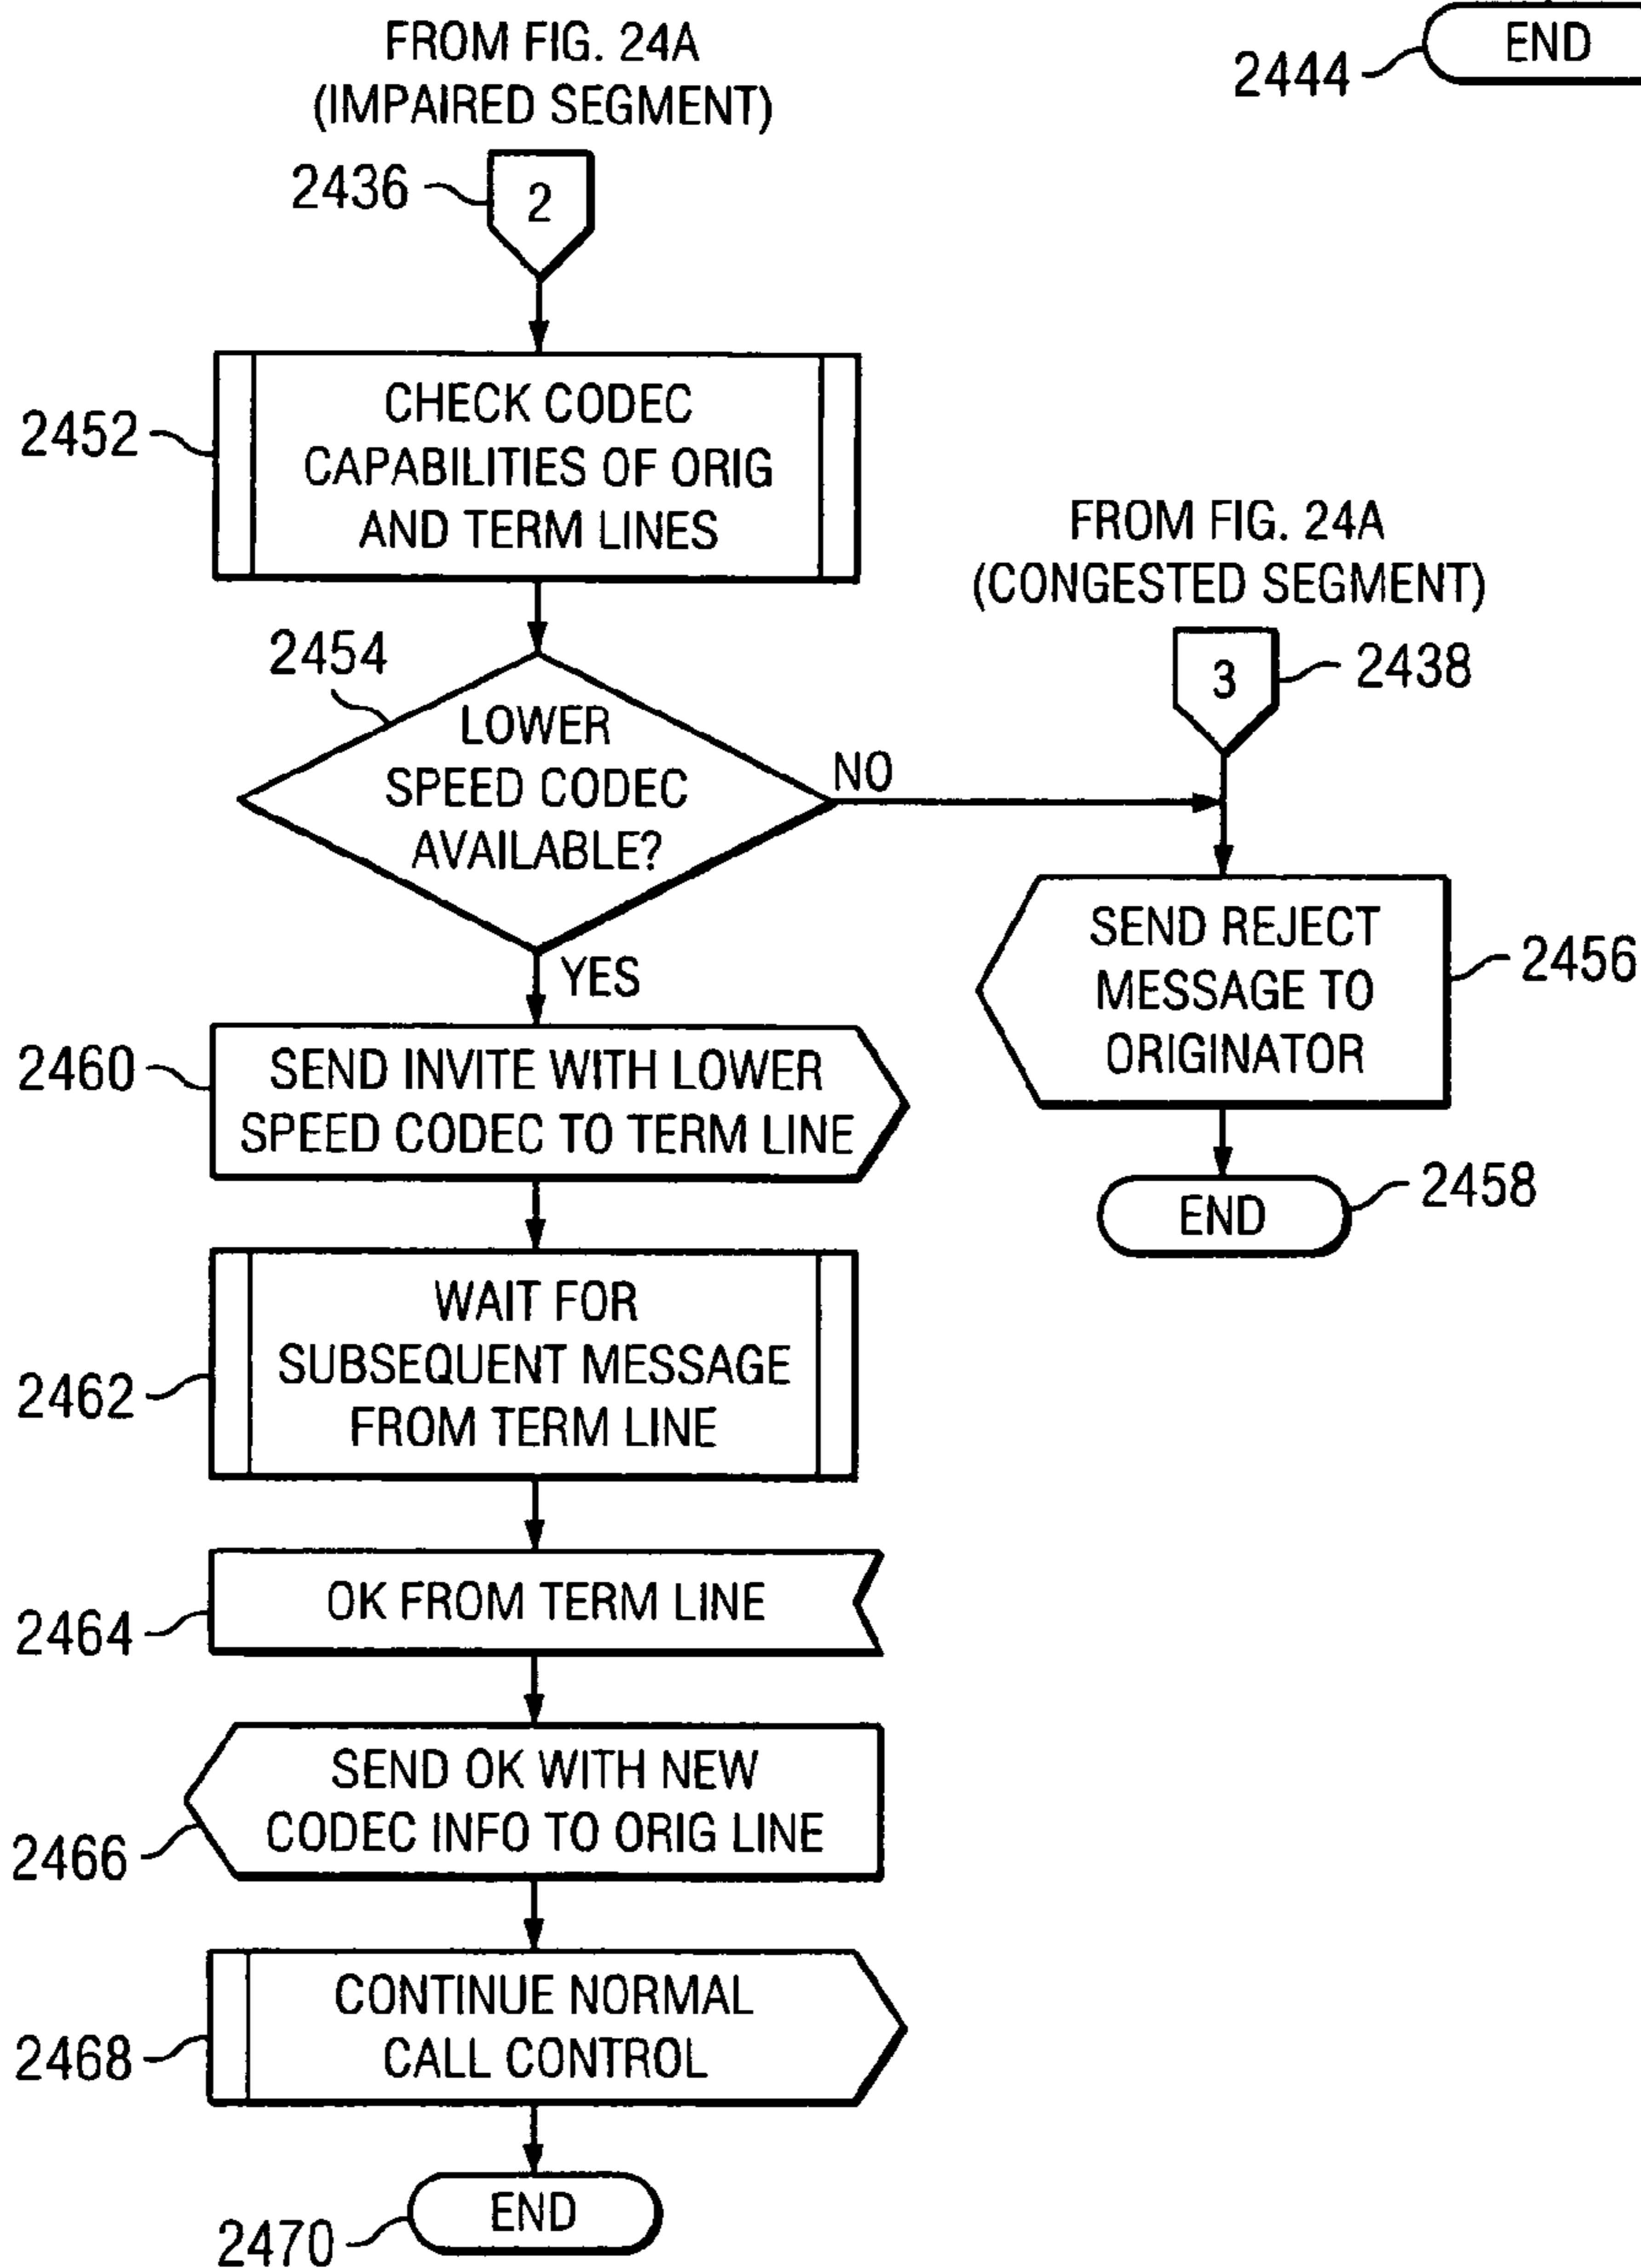 FROM FIG. 24A
(IMPAIRED SEGMENT)
2444
END
2436
2
2452
CHECK CODEC
CAPABILITIES OF ORIG
AND TERM LINES
FROM FIG. 24A
(CONGESTED SEGMENT)
2438
3
2454
LOWER
SPEED CODEC
AVAILABLE?
NO
YES
SEND REJECT
MESSAGE TO
ORIGINATOR
2456
2460
SEND INVITE WITH LOWER
SPEED CODEC TO TERM LINE
END
2458
2462
WAIT FOR
SUBSEQUENT MESSAGE
FROM TERM LINE
2464
OK FROM TERM LINE
2466
SEND OK WITH NEW
CODEC INFO TO ORIG LINE
2468
CONTINUE NORMAL
CALL CONTROL
2470
END